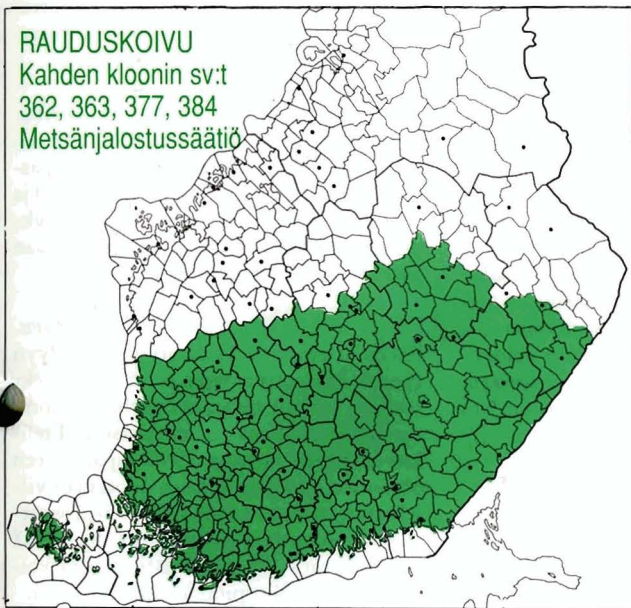 RAUDUSKOIVU
Kahden kloonin sv:t
362, 363, 377, 384
Metsänjalostussäätiö